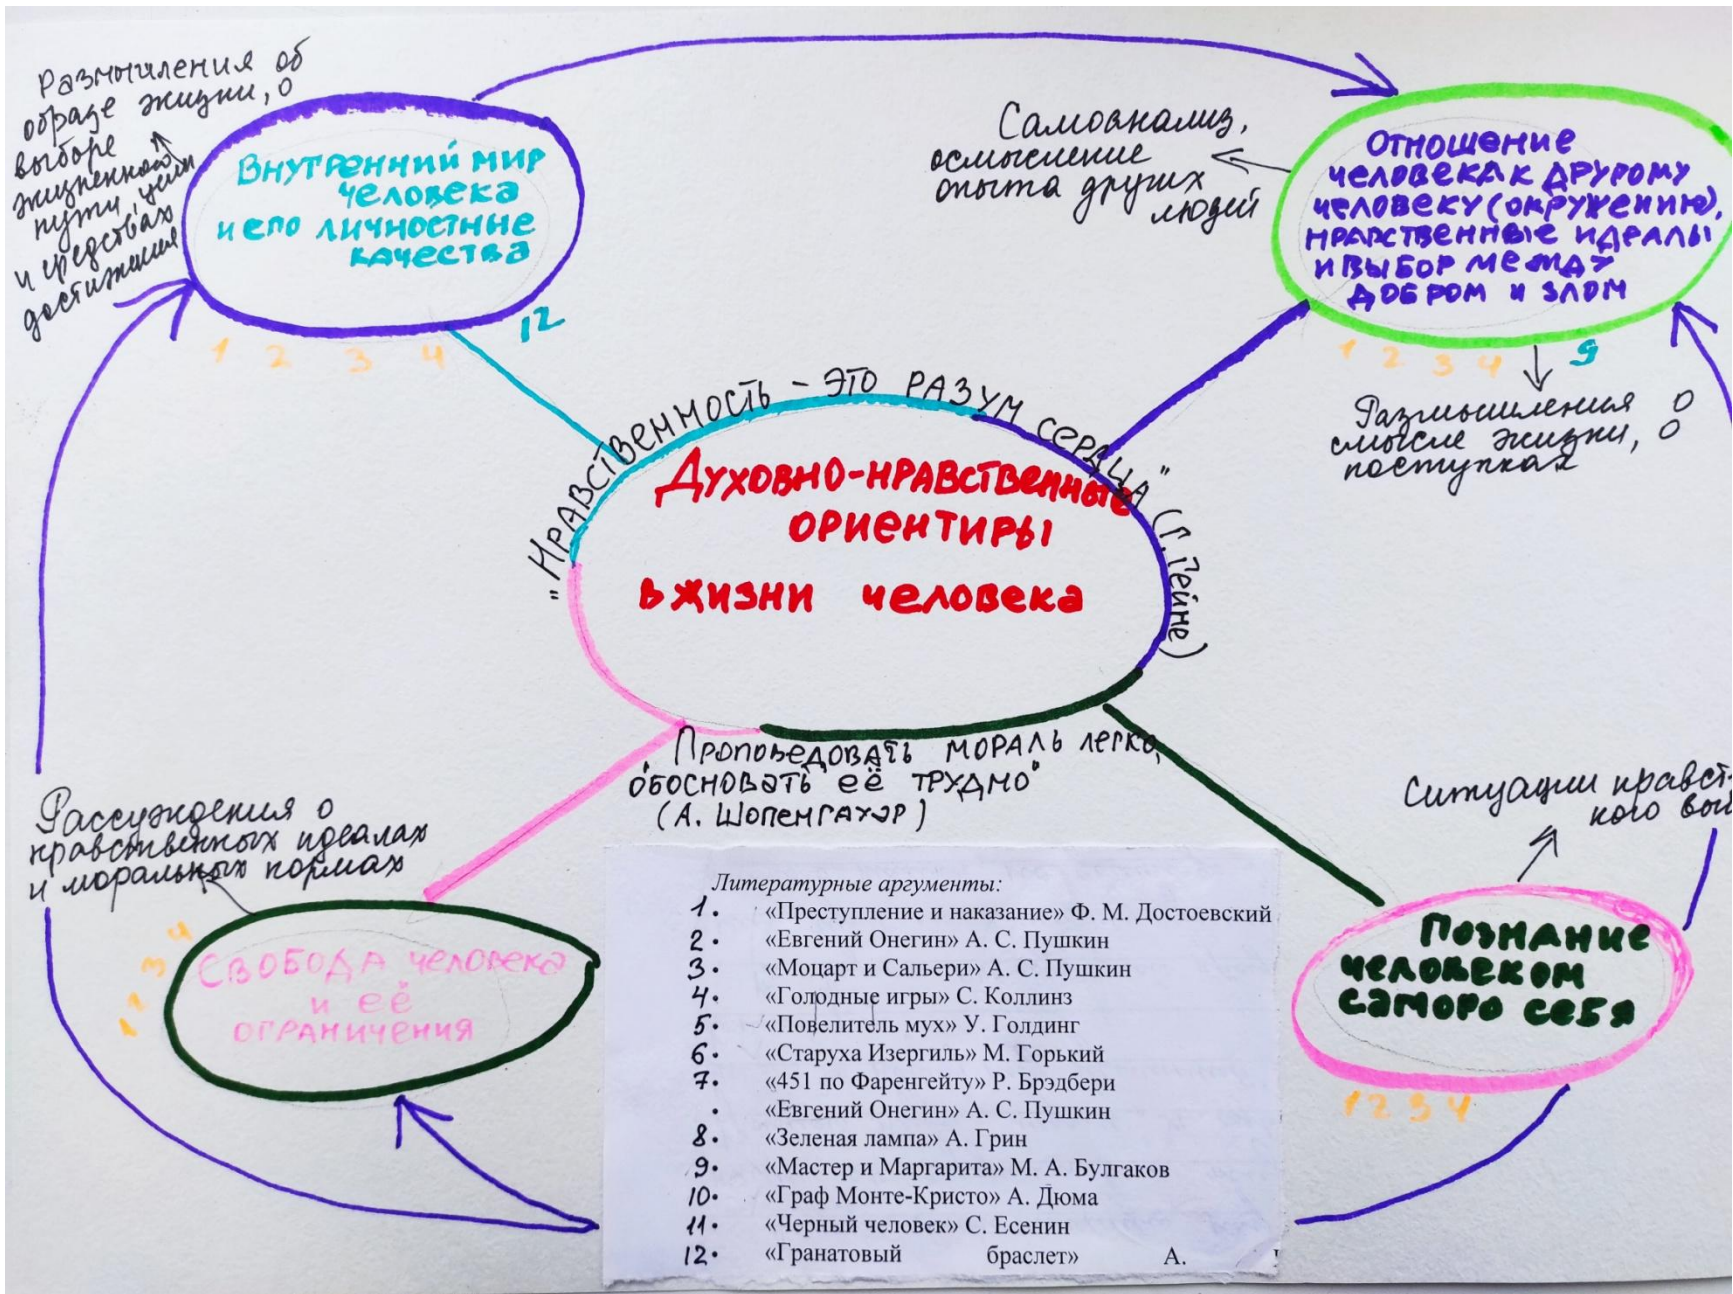 Размышления об
образе жизни, о
выборе
жизненного
пути, цели
и средствах
достижения
Внутренний мир
человека
и его личностные
качества
1 2 3 4 12
Самоанализ,
осмысление
опыта других
людей
Отношение
человека к другому
человеку (окружению),
нравственные идеалы
и выбор между
добром и злом
1 2 3 4 9
Размышления о
смысле жизни, о
поступках
"Нравственность - это разум сердца" (Г. Гейне)
Духовно-нравственные
ориентиры
в жизни человека
"Проповедовать мораль легко,
обосновать её трудно"
(А. Шопенгауэр)
Рассуждения о
нравственных идеалах
и моральных нормах
1 2 3 4
Свобода человека
и её
ограничения
Ситуации нравст-
кого выб
Познание
человеком
самого себя
1 2 3 4
Литературные аргументы:
1. «Преступление и наказание» Ф. М. Достоевский
2. «Евгений Онегин» А. С. Пушкин
3. «Моцарт и Сальери» А. С. Пушкин
4. «Голодные игры» С. Коллинз
5. «Повелитель мух» У. Голдинг
6. «Старуха Изергиль» М. Горький
7. «451 по Фаренгейту» Р. Брэдбери
• «Евгений Онегин» А. С. Пушкин
8. «Зеленая лампа» А. Грин
9. «Мастер и Маргарита» М. А. Булгаков
10. «Граф Монте-Кристо» А. Дюма
11. «Черный человек» С. Есенин
12. «Гранатовый браслет» А.